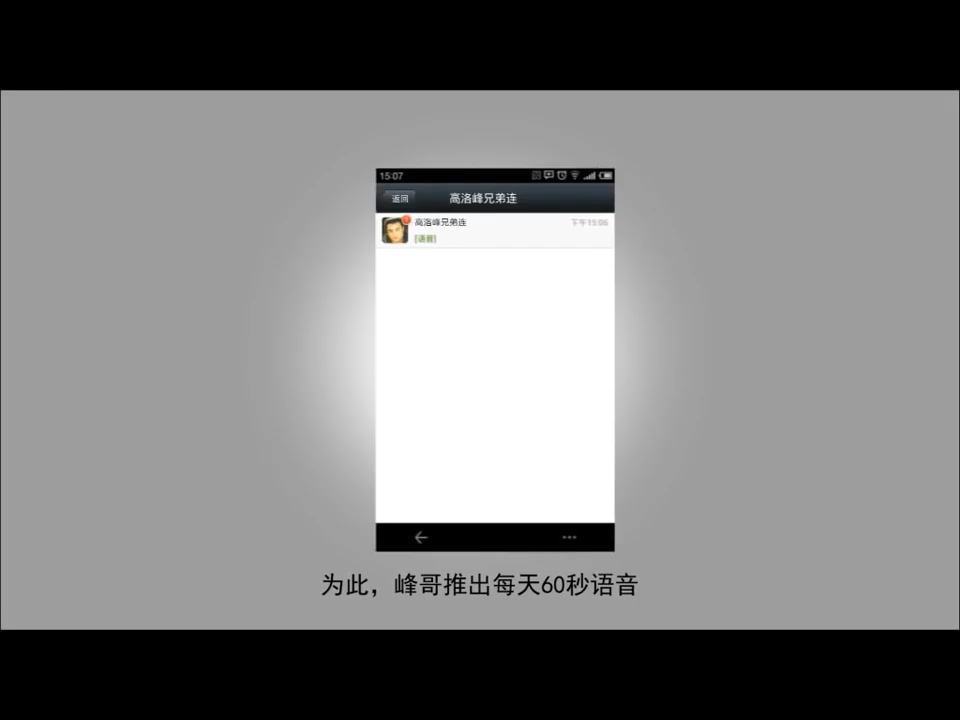 15:07
返回
高洛峰兄弟连
高洛峰兄弟连
下午15:06
[语音]
为此，峰哥推出每天60秒语音